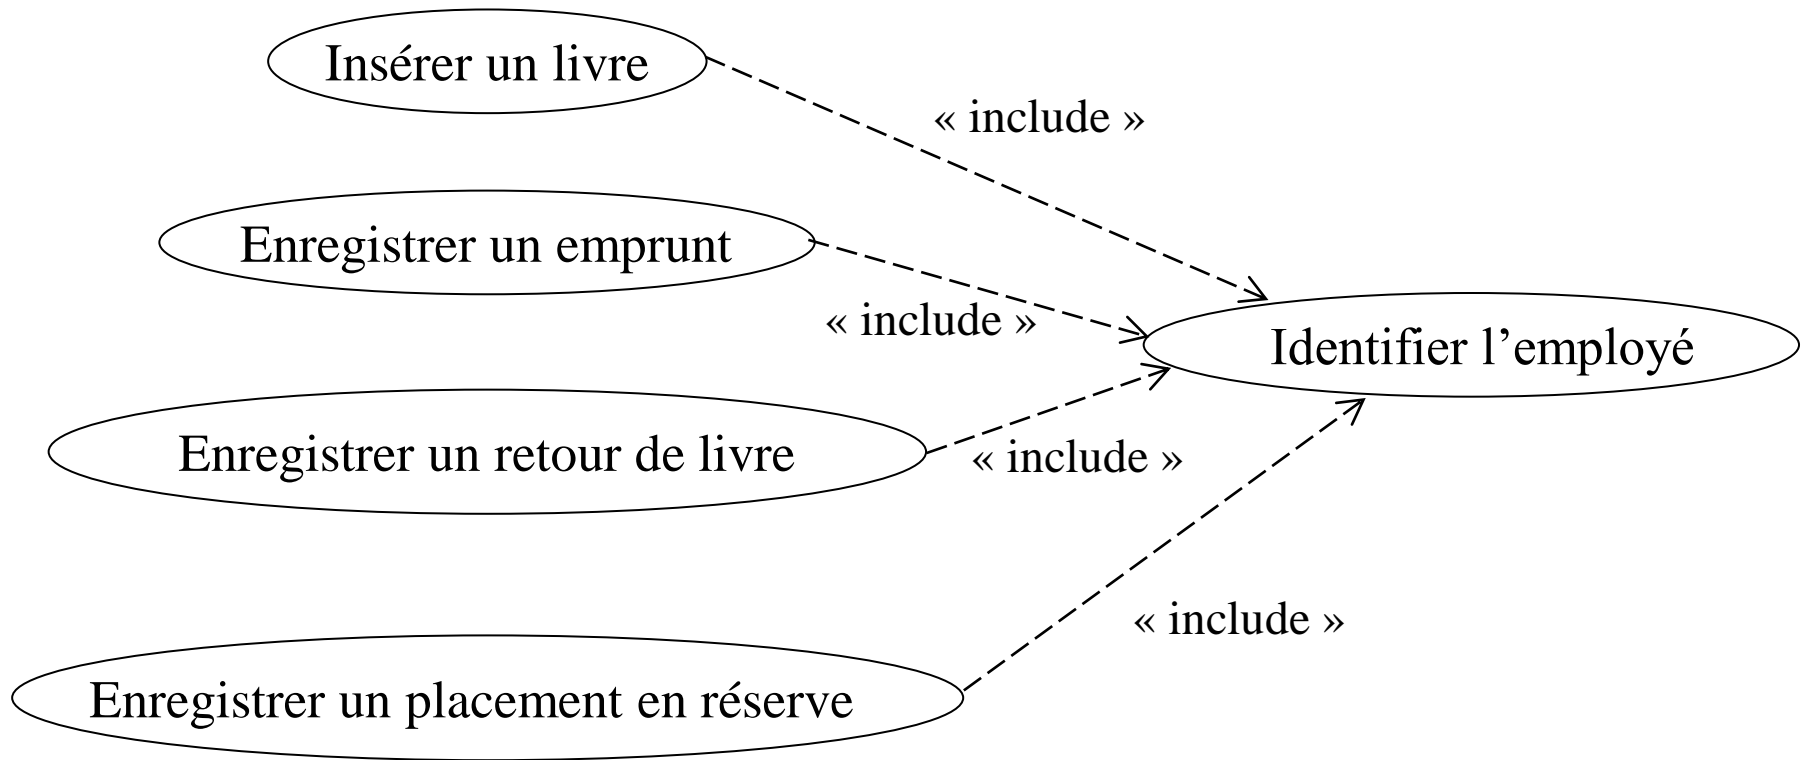 Insérer un livre
« include »
Enregistrer un emprunt
« include »
Identifier l’employé
Enregistrer un retour de livre
« include »
« include »
Enregistrer un placement en réserve